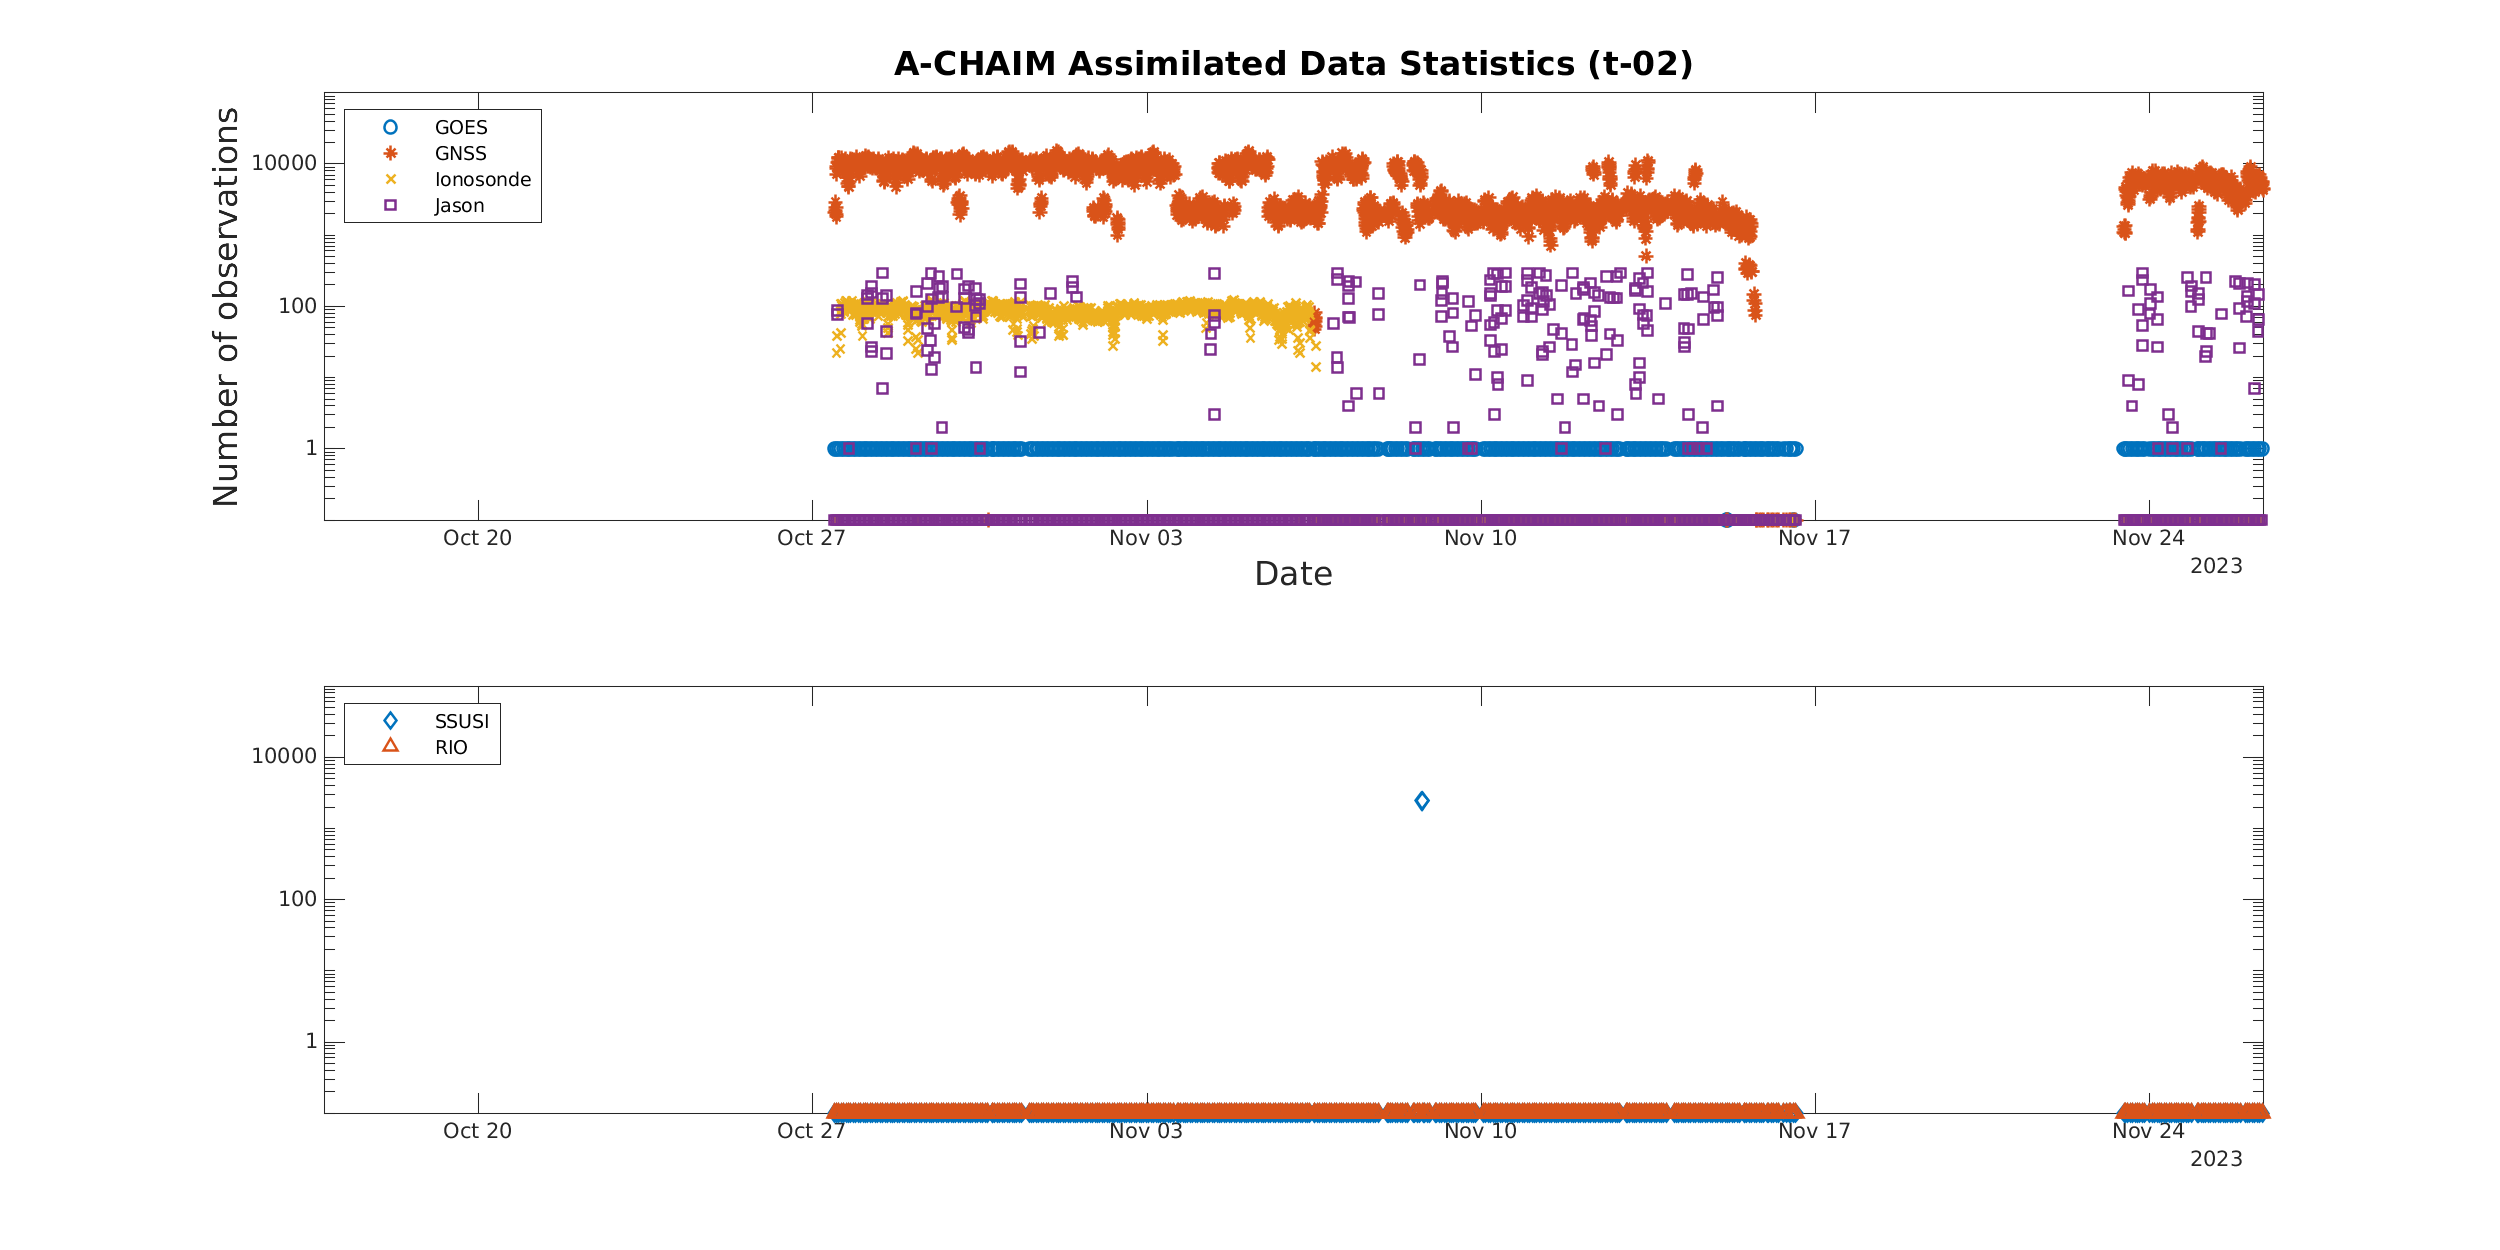 A-CHAIM Assimilated Data Statistics (t-02)
Number of observations
10000
100
1
GOES
GNSS
Ionosonde
Jason
Oct 20
Oct 27
Nov 03
Nov 10
Nov 17
Nov 24
2023
Date
10000
100
1
SSUSI
RIO
Oct 20
Oct 27
Nov 03
Nov 10
Nov 17
Nov 24
2023